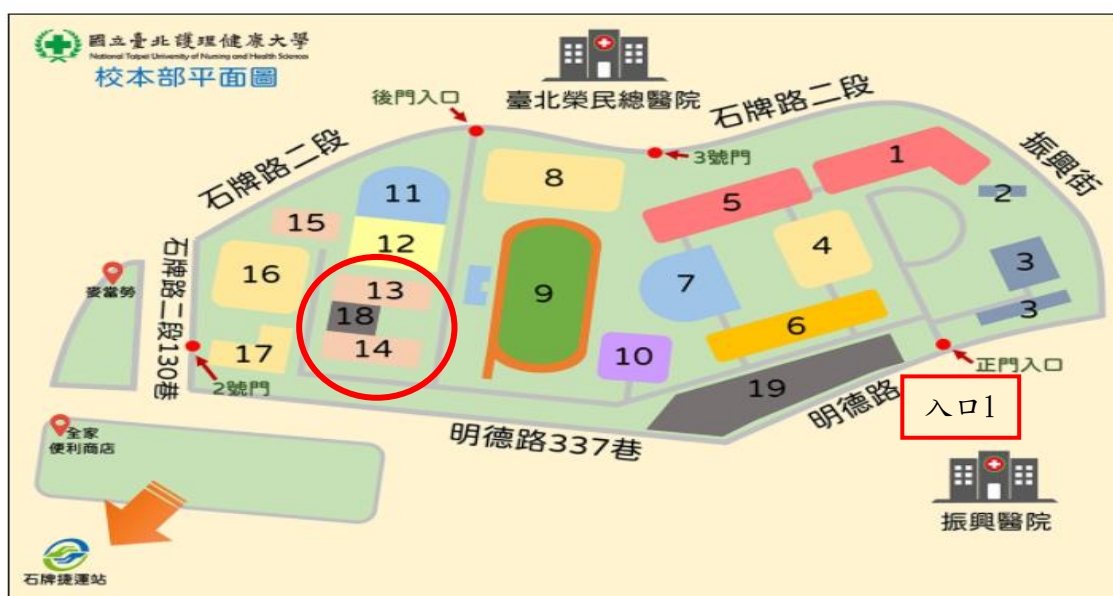 國立臺北護理健康大學
National Taipei University of Nursing and Health Sciences
校本部平面圖
臺北榮民總醫院
後門入口
石牌路二段
3號門
石牌路二段
振興街
1
2
3
3
4
5
6
7
8
9
10
11
12
13
14
15
16
17
18
19
石牌路二段130巷
麥當勞
2號門
全家
便利商店
明德路337巷
明德路
正門入口
入口1
振興醫院
石牌捷運站